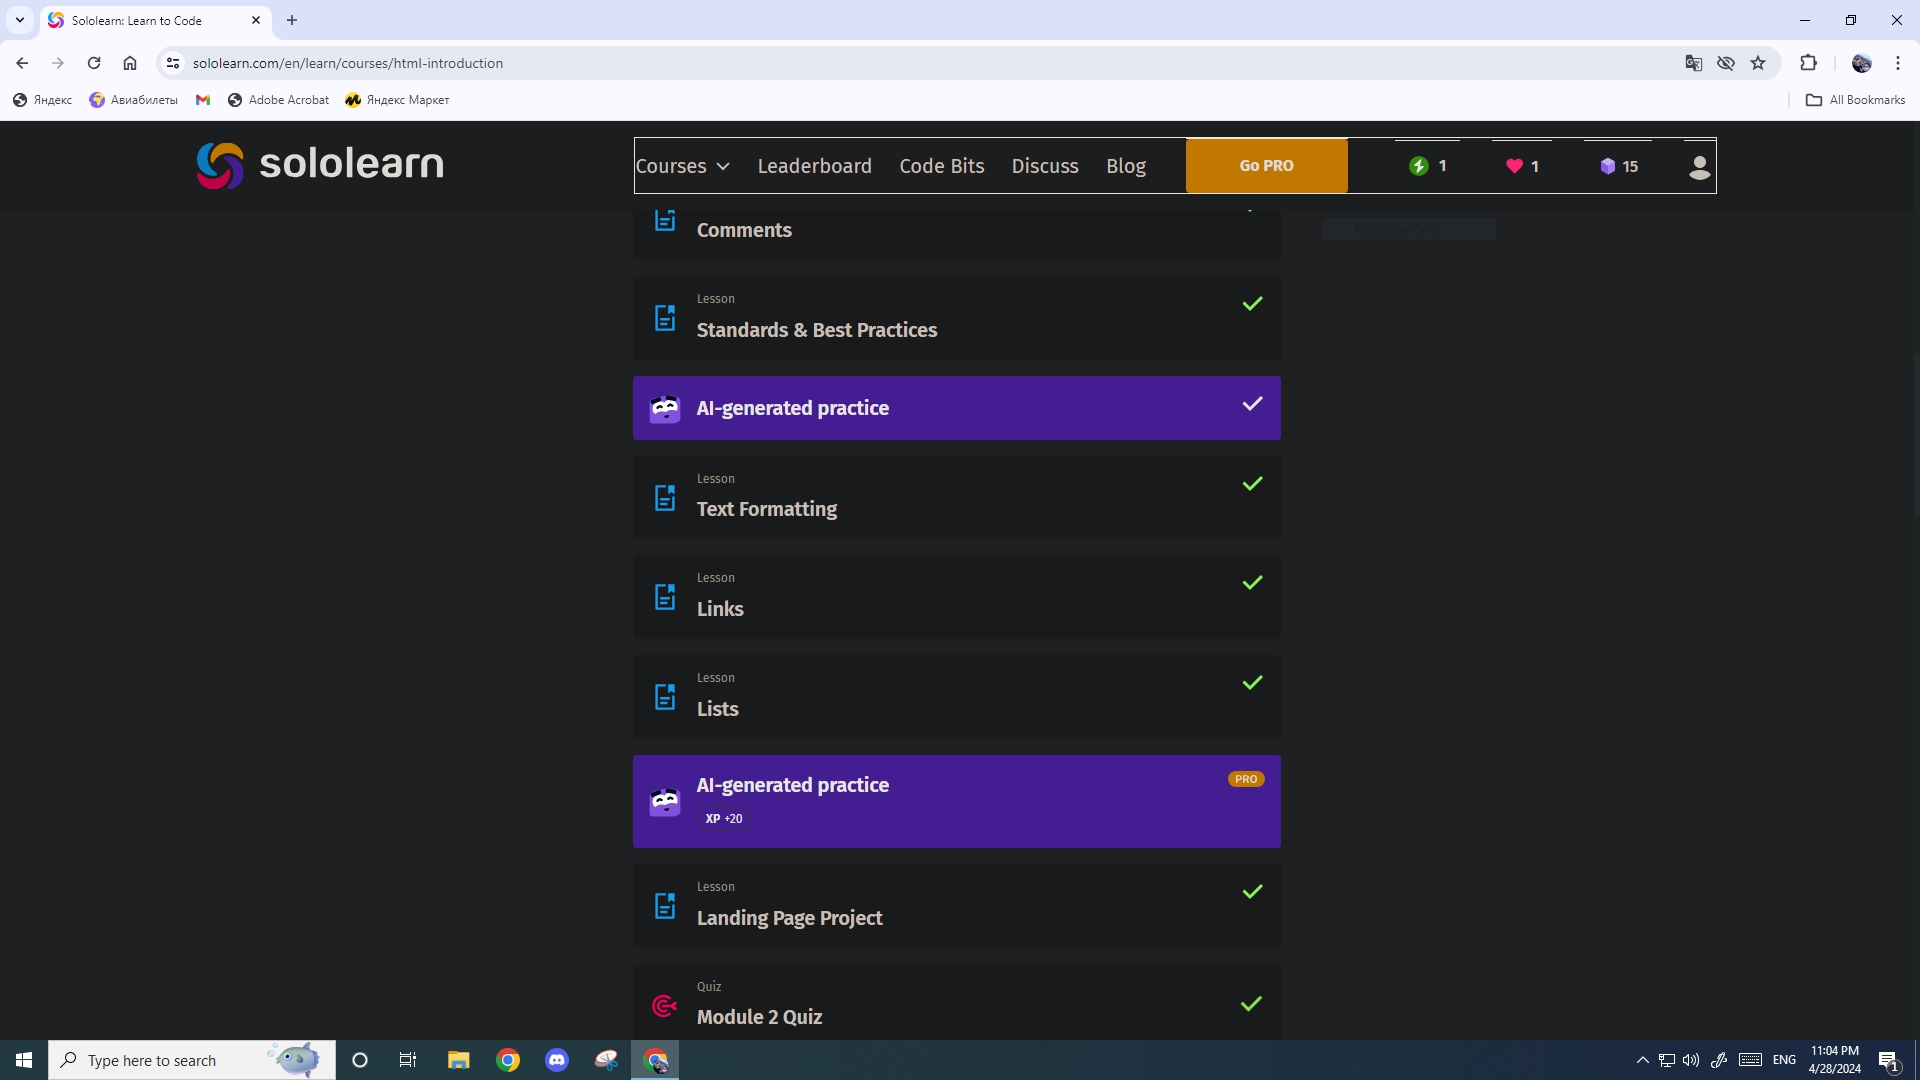 Sololearn: Learn to Code
sololearn.com/en/learn/courses/html-introduction
Яндекс
Авиабилеты
Adobe Acrobat
Яндекс Маркет
All Bookmarks
sololearn
Courses
Leaderboard
Code Bits
Discuss
Blog
Go PRO
1
1
15
Comments
Lesson
Standards & Best Practices
AI-generated practice
Lesson
Text Formatting
Lesson
Links
Lesson
Lists
AI-generated practice
PRO
XP +20
Lesson
Landing Page Project
Quiz
Module 2 Quiz
Type here to search
ENG
11:04 PM
4/28/2024
1